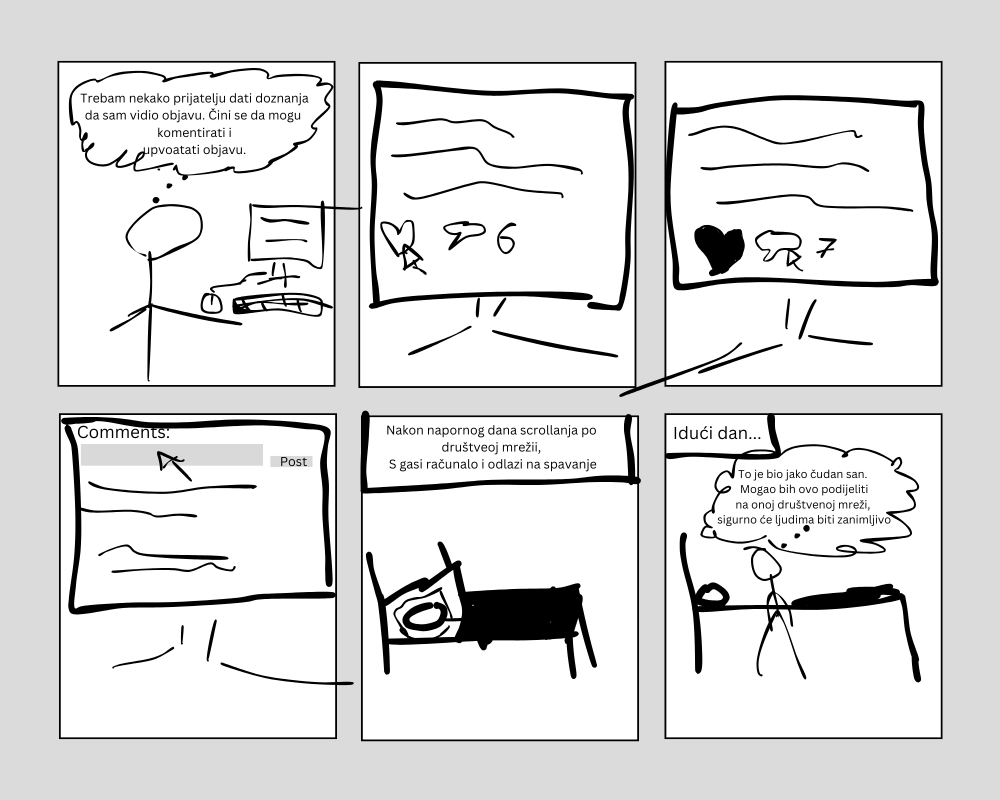 Trebam nekako prijatelju dati doznanja
da sam vidio objavu. Čini se da mogu
komentirati i
upvoatati objavu.
6
7
Comments:
Post
Nakon napornog dana scrollanja po
društveoj mrežii,
S gasi računalo i odlazi na spavanje
Idući dan...
To je bio jako čudan san.
Mogao bih ovo podijeliti
na onoj društvenoj mreži,
sigurno će ljudima biti zanimljivo